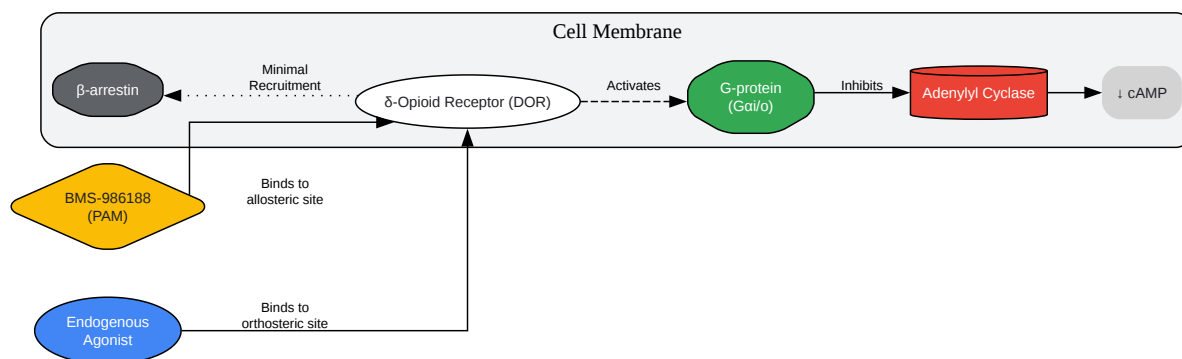 Cell Membrane
β-arrestin
Minimal
Recruitment
δ-Opioid Receptor (DOR)
Activates
G-protein
(Gαi/o)
Inhibits
Adenylyl Cyclase
↓ cAMP
BMS-986188
(PAM)
Binds to
allosteric site
Endogenous
Agonist
Binds to
orthosteric site